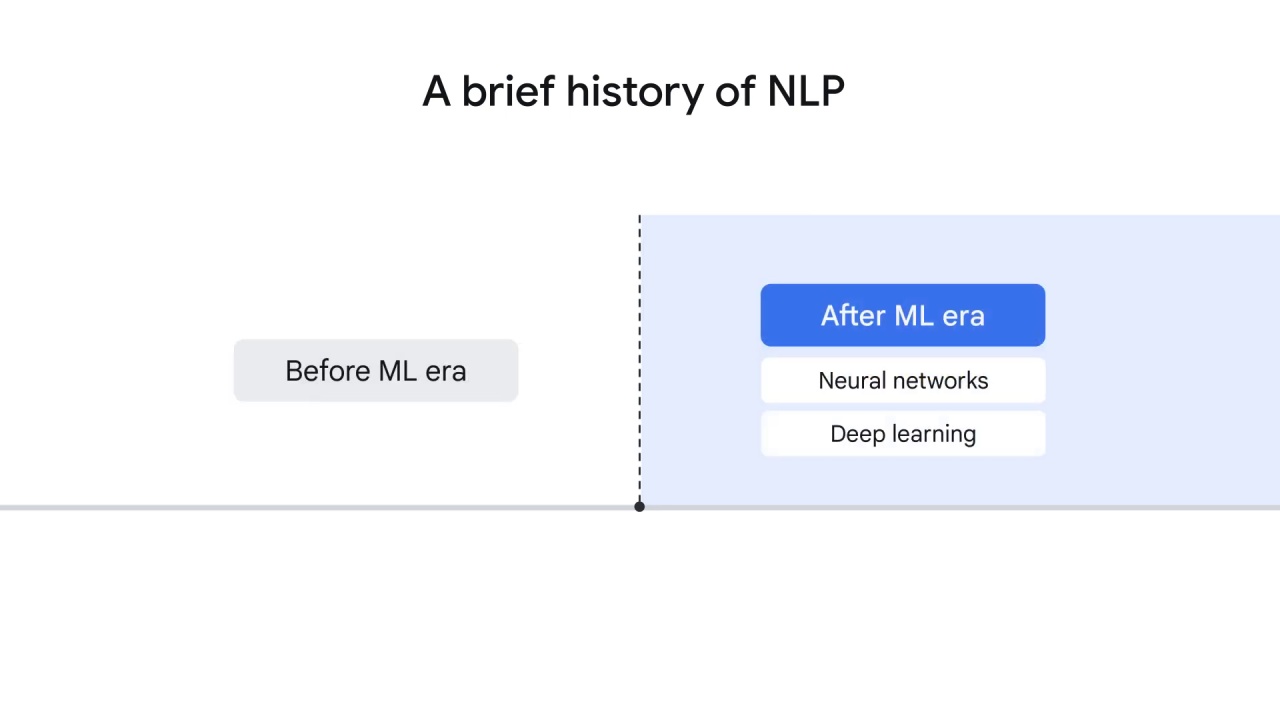 A brief history of NLP
Before ML era
After ML era
Neural networks
Deep learning